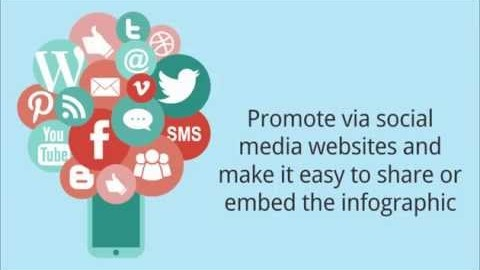 You
Tube
SMS
Promote via social
media websites and
make it easy to share or
embed the infographic